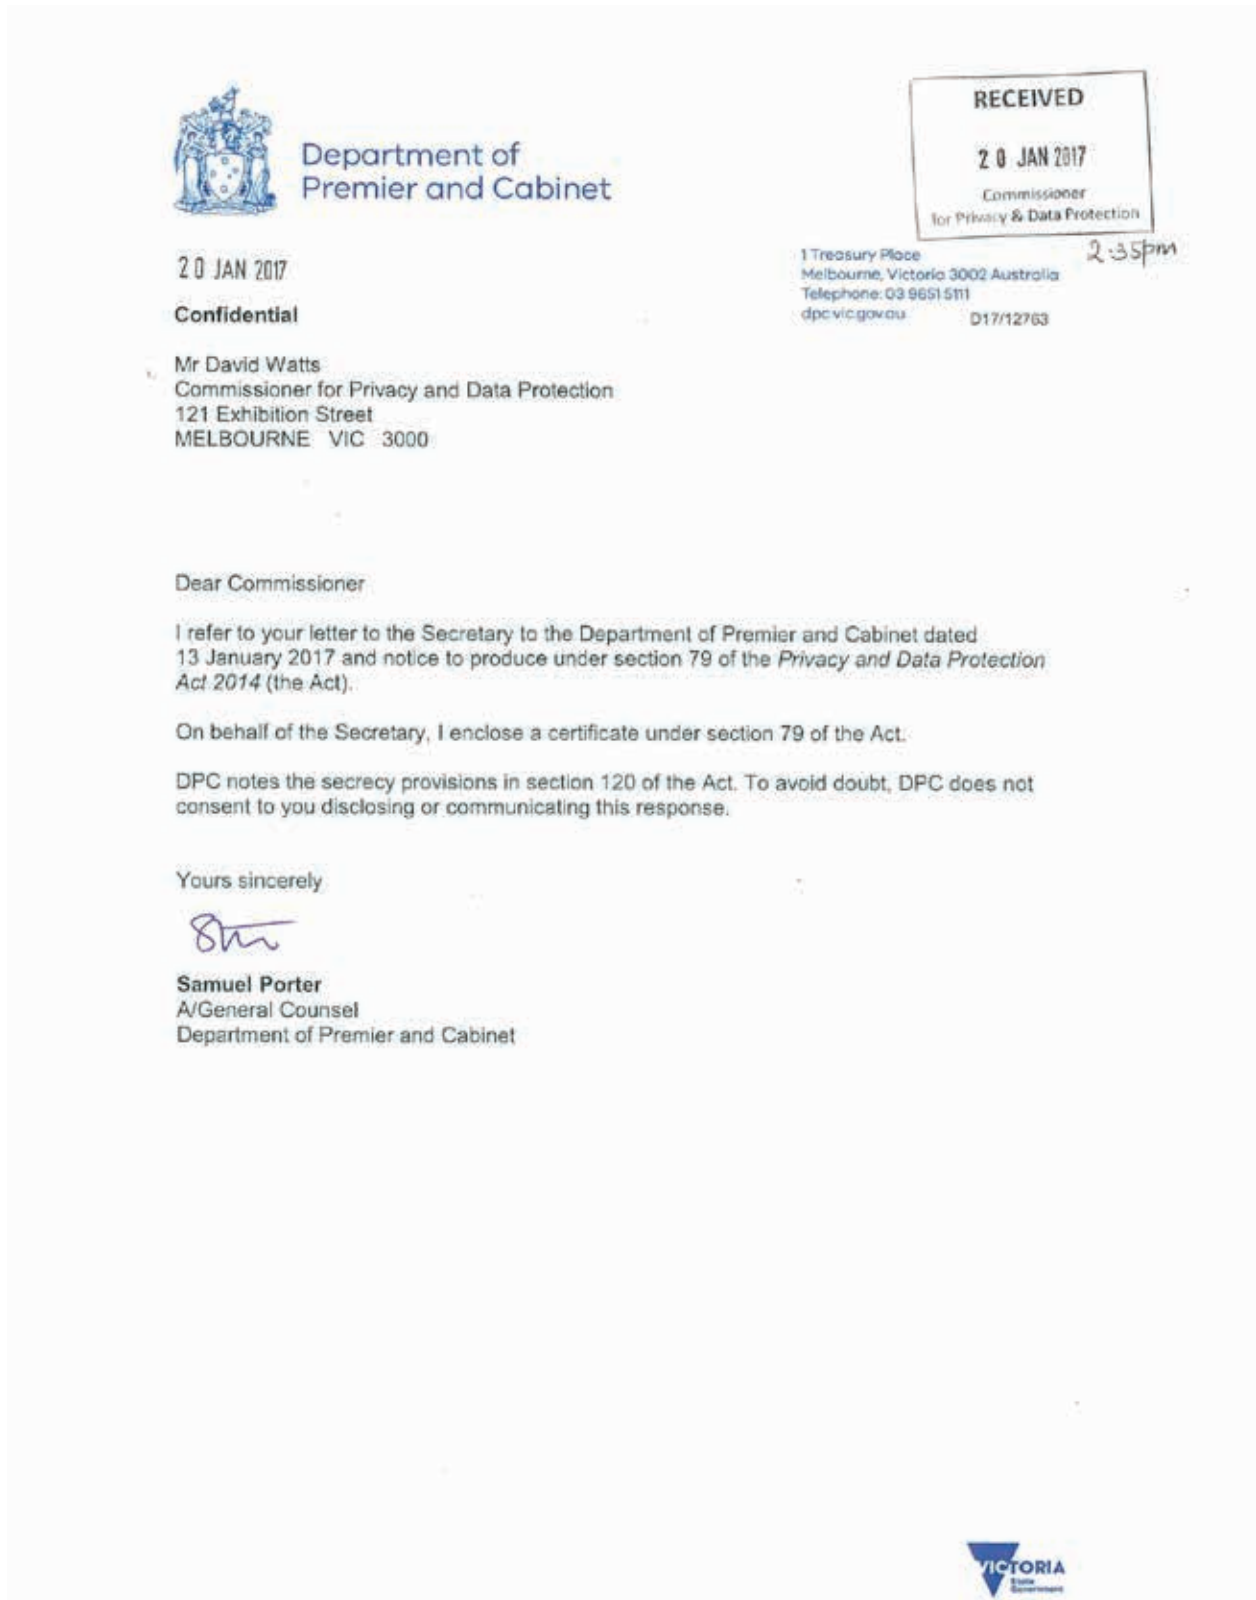 Department of
Premier and Cabinet
RECEIVED
20 JAN 2017
Commissioner
for Privacy & Data Protection
2.35pm
20 JAN 2017
1 Treasury Place
Melbourne, Victoria 3002 Australia
Telephone: 03 9651 5111
dpc.vic.gov.au
D17/12763
Confidential
Mr David Watts
Commissioner for Privacy and Data Protection
121 Exhibition Street
MELBOURNE VIC 3000
Dear Commissioner
I refer to your letter to the Secretary to the Department of Premier and Cabinet dated
13 January 2017 and notice to produce under section 79 of the Privacy and Data Protection
Act 2014 (the Act).
On behalf of the Secretary, I enclose a certificate under section 79 of the Act.
DPC notes the secrecy provisions in section 120 of the Act. To avoid doubt, DPC does not
consent to you disclosing or communicating this response.
Yours sincerely
Samuel Porter
A/General Counsel
Department of Premier and Cabinet
VICTORIA
State
Government